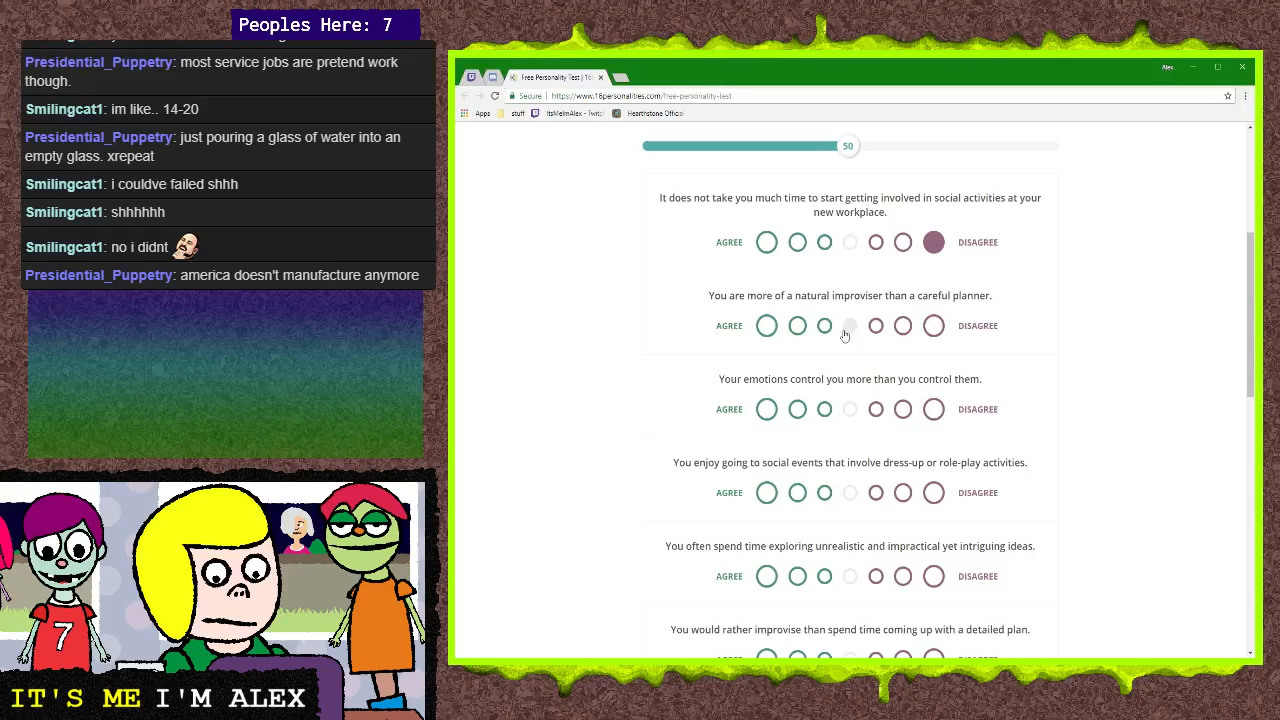 Peoples Here: 7
Presidential_Puppetry: most service jobs are pretend work
though.
Smilingcat1: im like.. 14-20
Presidential_Puppetry: just pouring a glass of water into an
empty glass. xrepeat
Smilingcat1: i couldve failed shhh
Smilingcat1: shhhhhh
Smilingcat1: no i didnt
Presidential_Puppetry: america doesn't manufacture anymore
7
IT'S ME I'M ALEX
Free Personality Test | 16
Alex
Secure https://www.16personalities.com/free-personality-test
Apps stuff ItsMeImAlex - Twitch Hearthstone Official
50
It does not take you much time to start getting involved in social activities at your
new workplace.
AGREE DISAGREE
You are more of a natural improviser than a careful planner.
AGREE DISAGREE
Your emotions control you more than you control them.
AGREE DISAGREE
You enjoy going to social events that involve dress-up or role-play activities.
AGREE DISAGREE
You often spend time exploring unrealistic and impractical yet intriguing ideas.
AGREE DISAGREE
You would rather improvise than spend time coming up with a detailed plan.